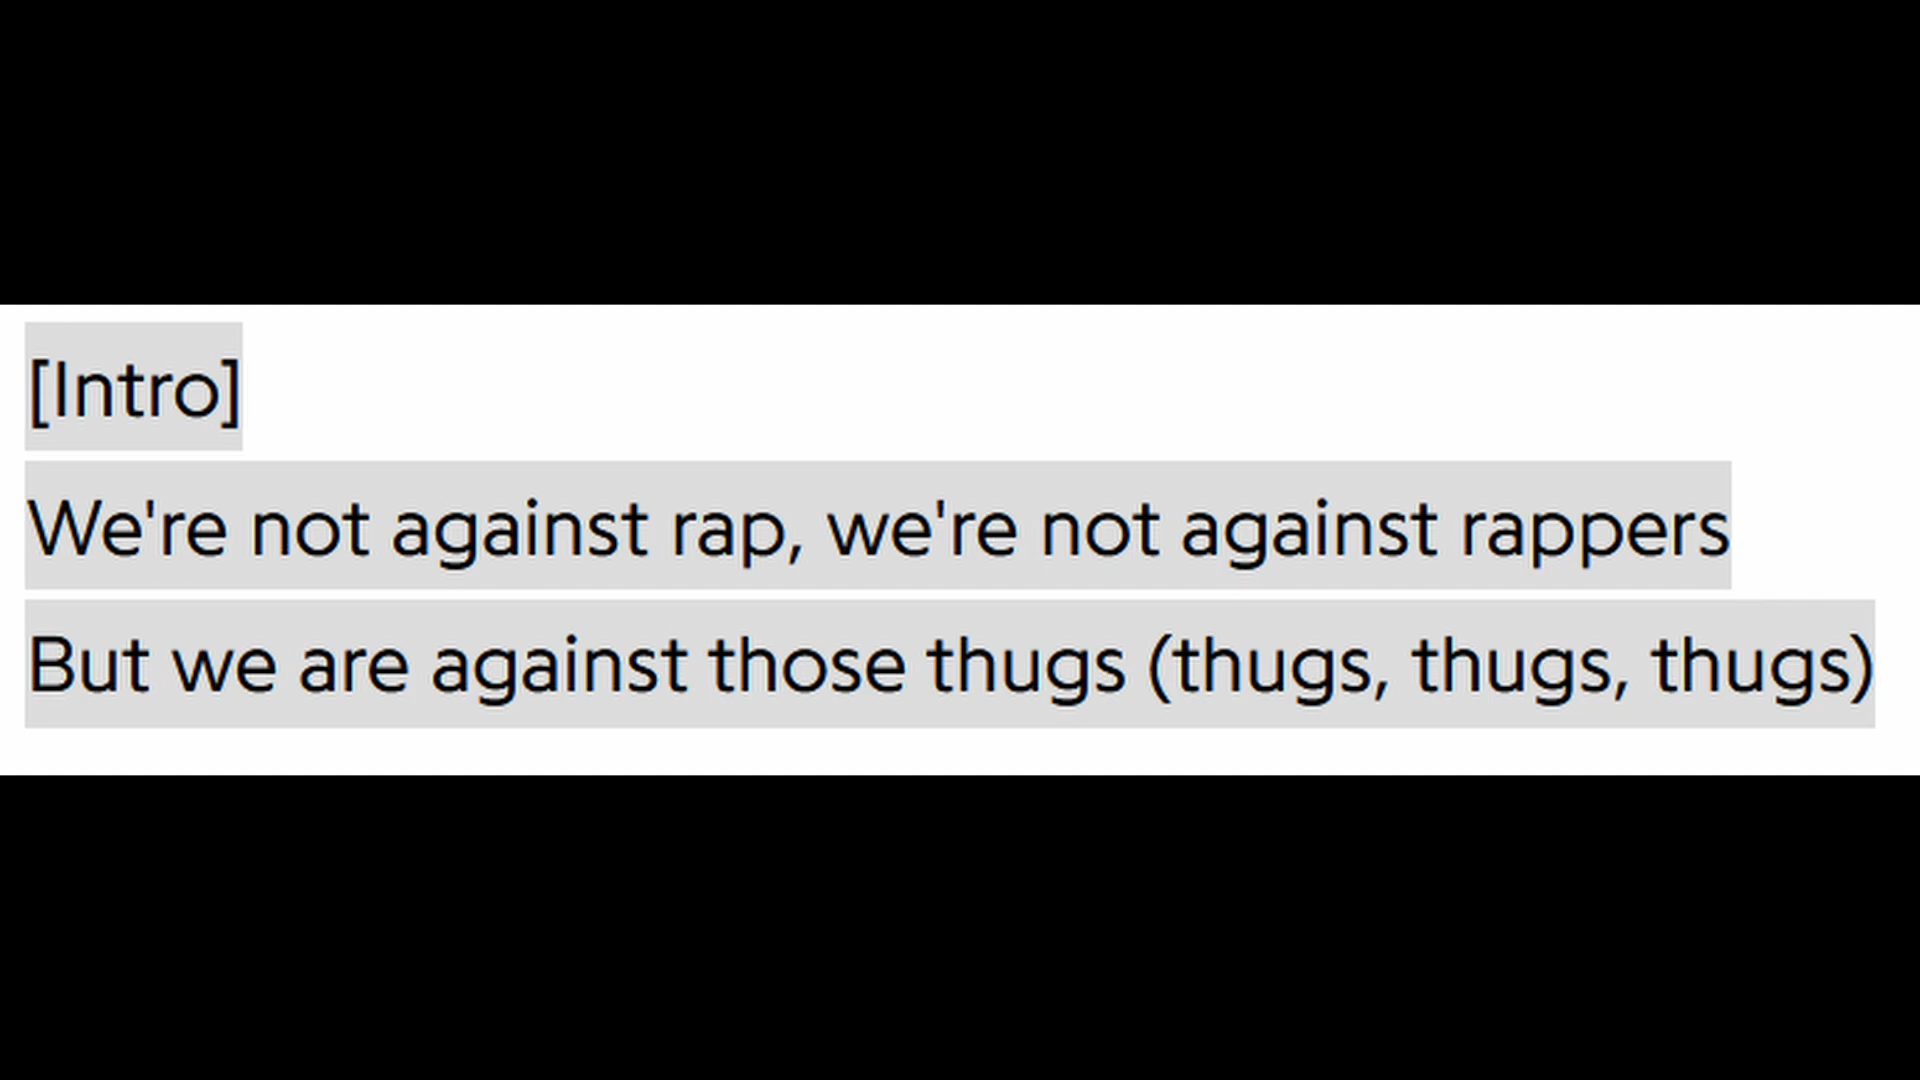 [Intro]
We're not against rap, we're not against rappers
But we are against those thugs (thugs, thugs, thugs)